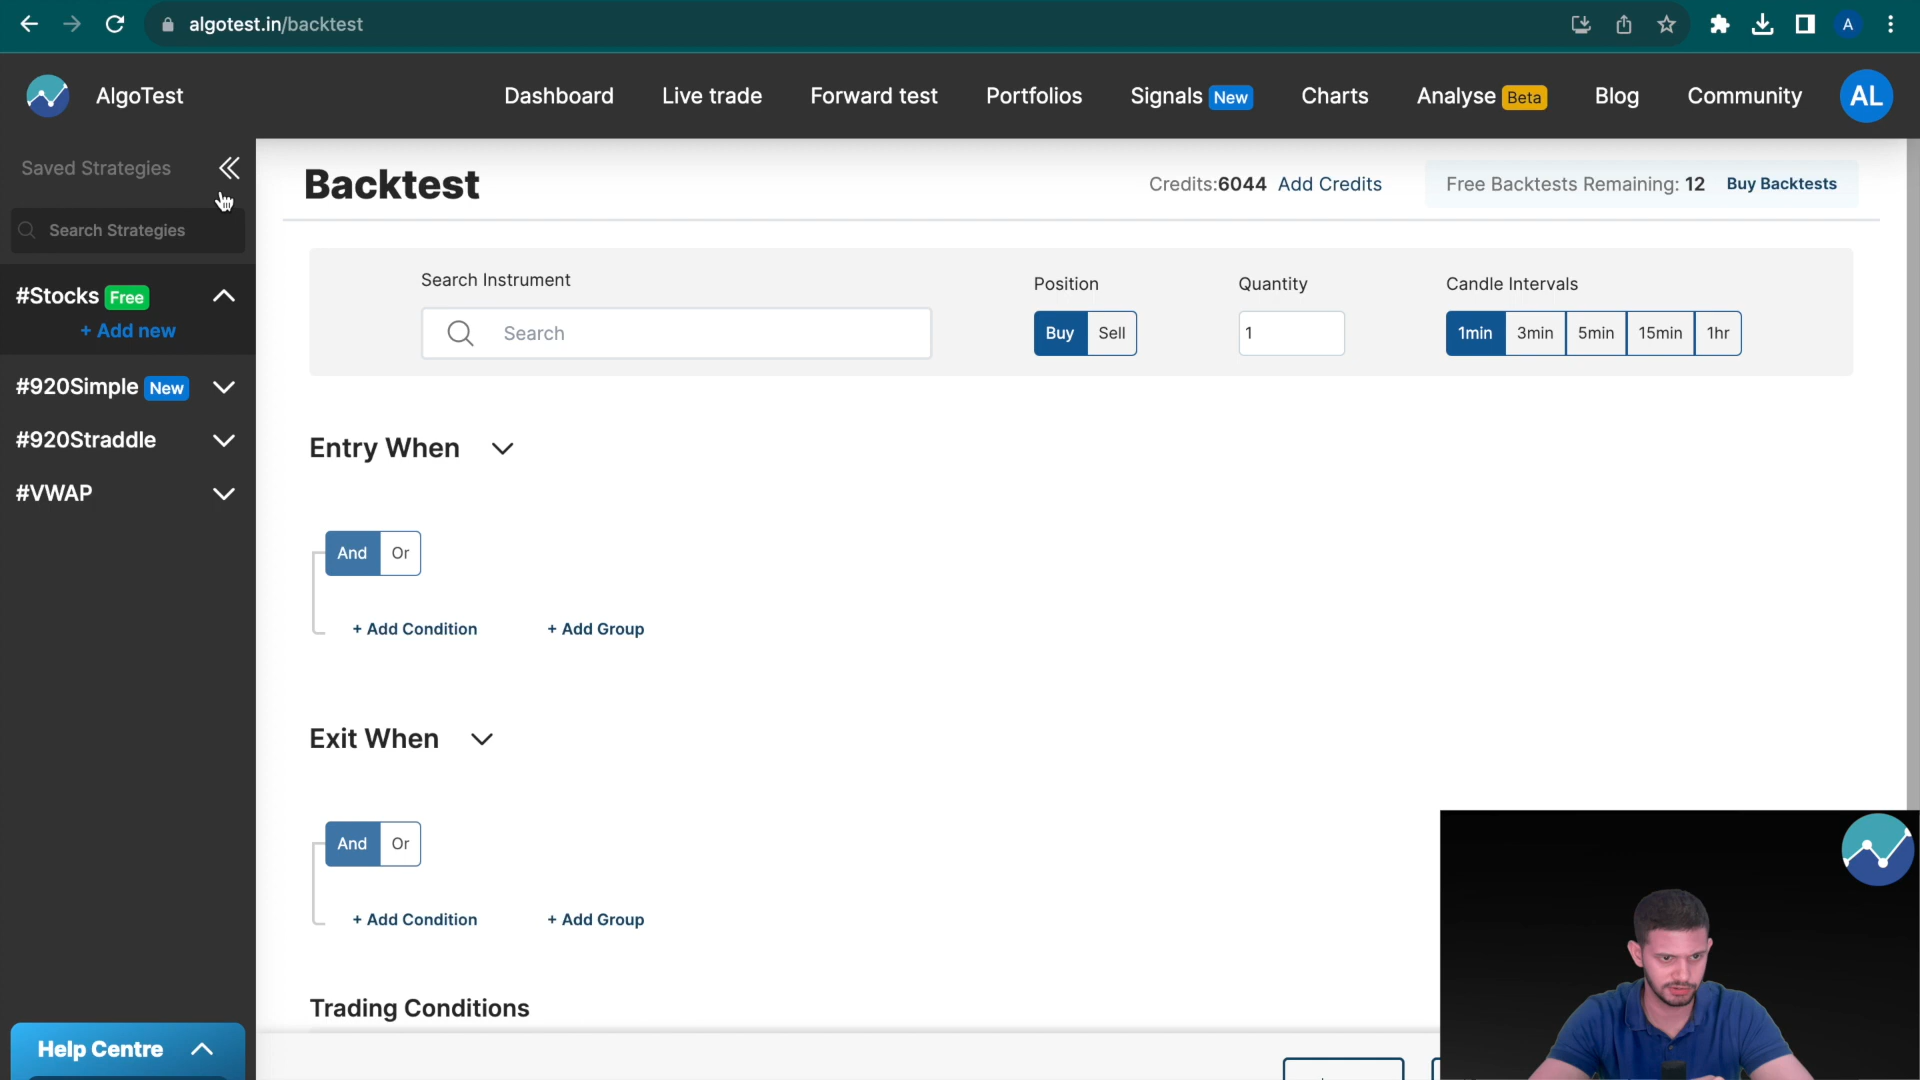 algotest.in/backtest
A
AlgoTest
Dashboard Live trade Forward test Portfolios Signals New Charts Analyse Beta Blog Community AL
Saved Strategies
Search Strategies
#Stocks Free
+ Add new
#920Simple New
#920Straddle
#VWAP
Help Centre
Backtest
Credits:6044 Add Credits
Free Backtests Remaining: 12 Buy Backtests
Search Instrument
Search
Position
Buy Sell
Quantity
1
Candle Intervals
1min 3min 5min 15min 1hr
Entry When
And Or
+ Add Condition + Add Group
Exit When
And Or
+ Add Condition + Add Group
Trading Conditions